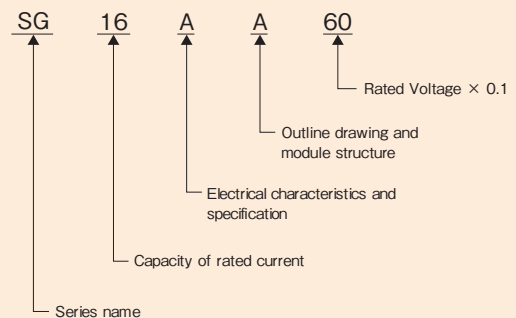 SG 16 A A 60
Rated Voltage × 0.1
Outline drawing and
module structure
Electrical characteristics and
specification
Capacity of rated current
Series name